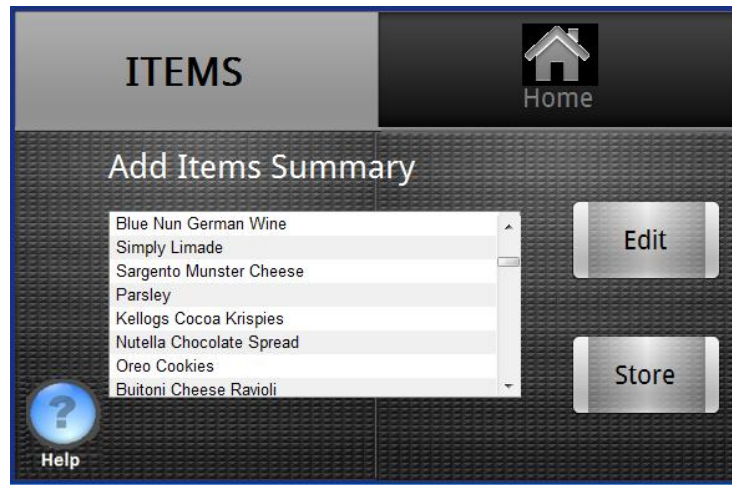 ITEMS
Home
Add Items Summary
Blue Nun German Wine
Simply Limade
Sargento Munster Cheese
Parsley
Kellogs Cocoa Krispies
Nutella Chocolate Spread
Oreo Cookies
Buitoni Cheese Ravioli
Edit
Store
?
Help